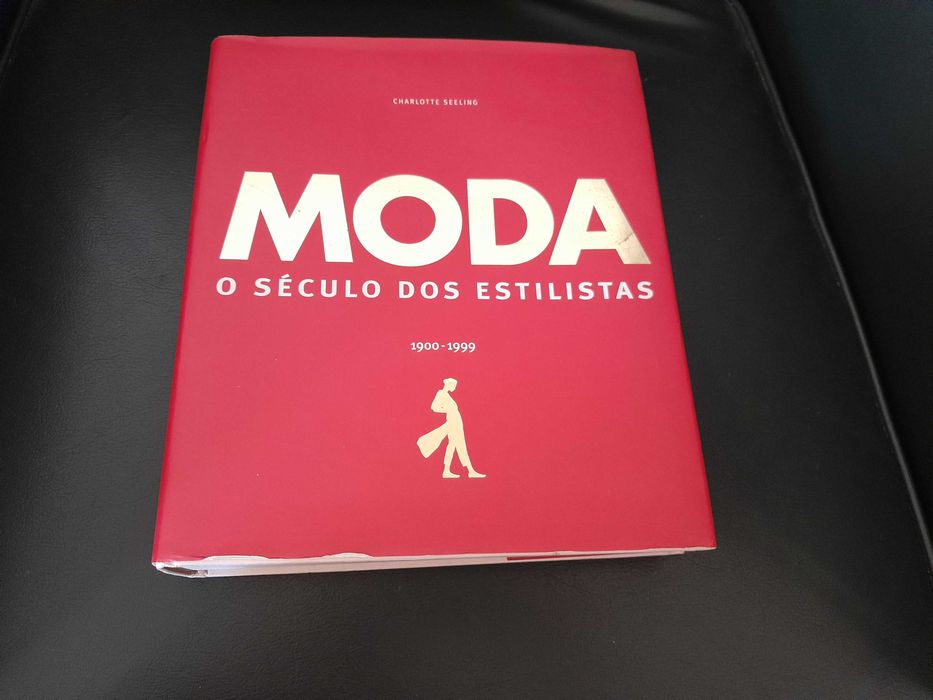 CHARLOTTE SEELING
MODA
O SÉCULO DOS ESTILISTAS
1900-1999